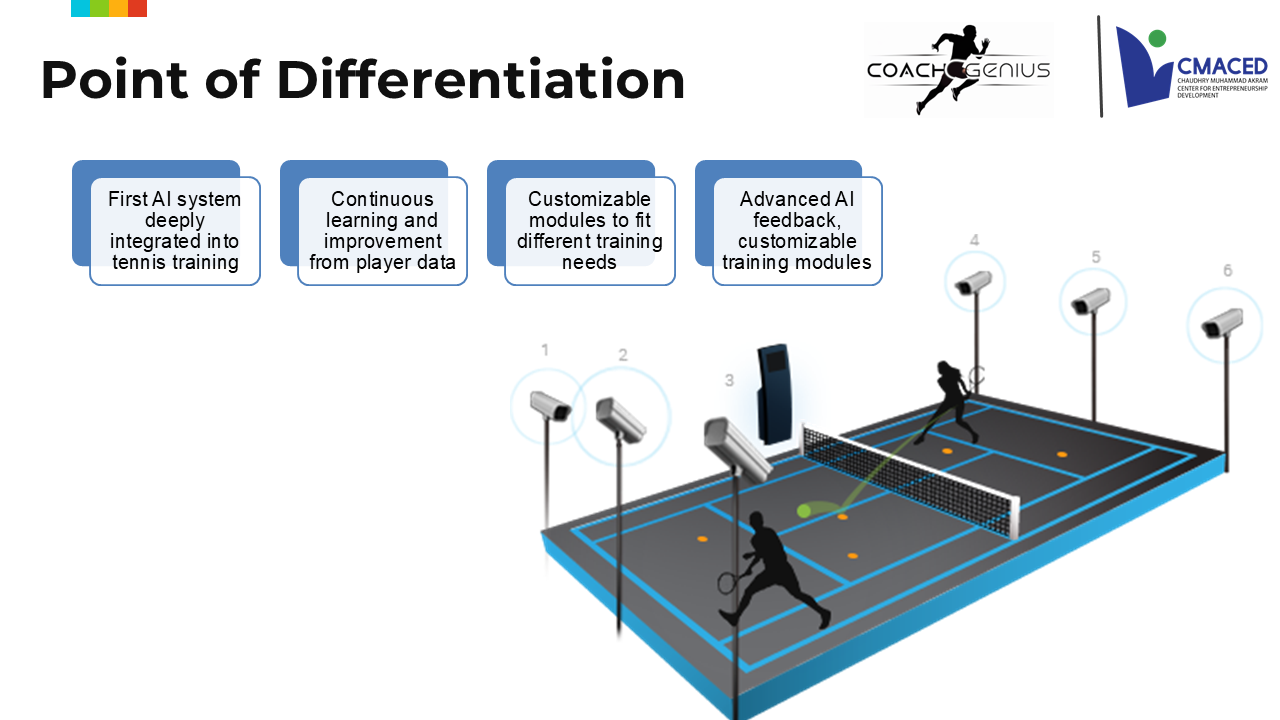 Point of Differentiation
COACH GENIUS
CMACED
CHAUDHRY MUHAMMAD AKRAM
CENTER FOR ENTREPRENEURSHIP
DEVELOPMENT
First AI system
deeply
integrated into
tennis training
Continuous
learning and
improvement
from player data
Customizable
modules to fit
different training
needs
Advanced AI
feedback,
customizable
training modules
4
5
6
1
2
3